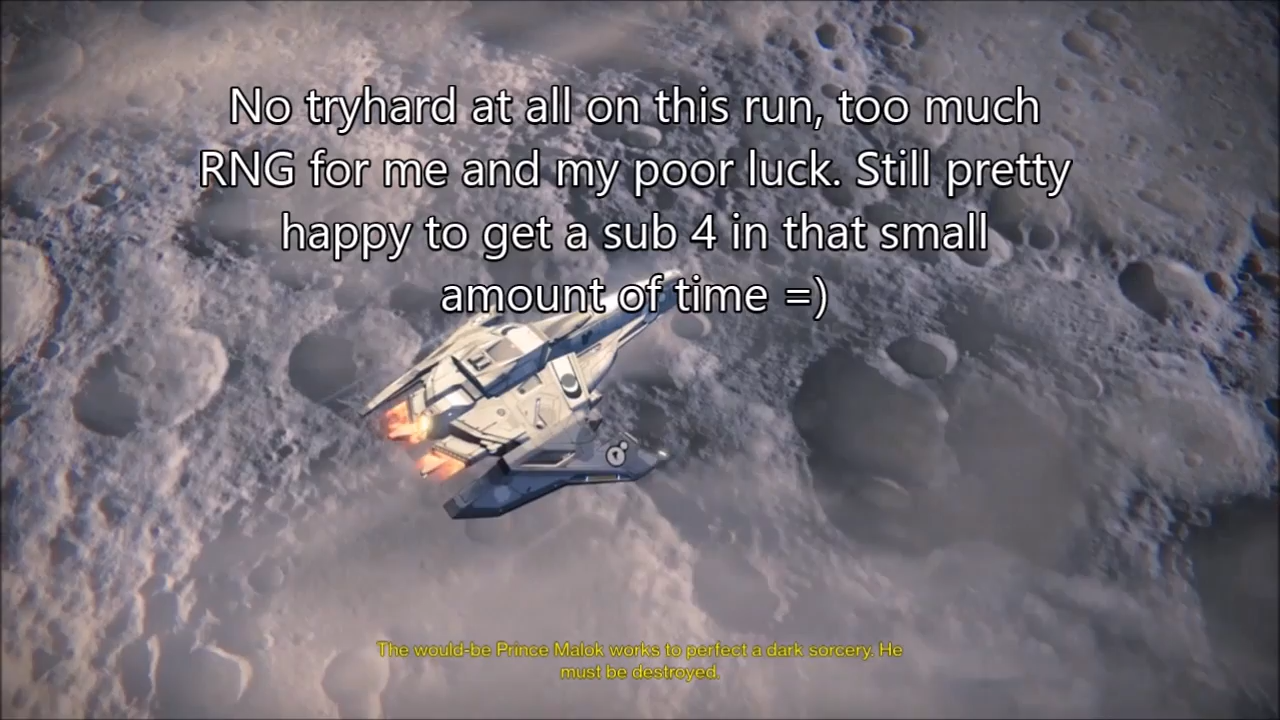 No tryhard at all on this run, too much
RNG for me and my poor luck. Still pretty
happy to get a sub 4 in that small
amount of time =)
The would-be Prince Malok works to perfect a dark sorcery. He
must be destroyed.